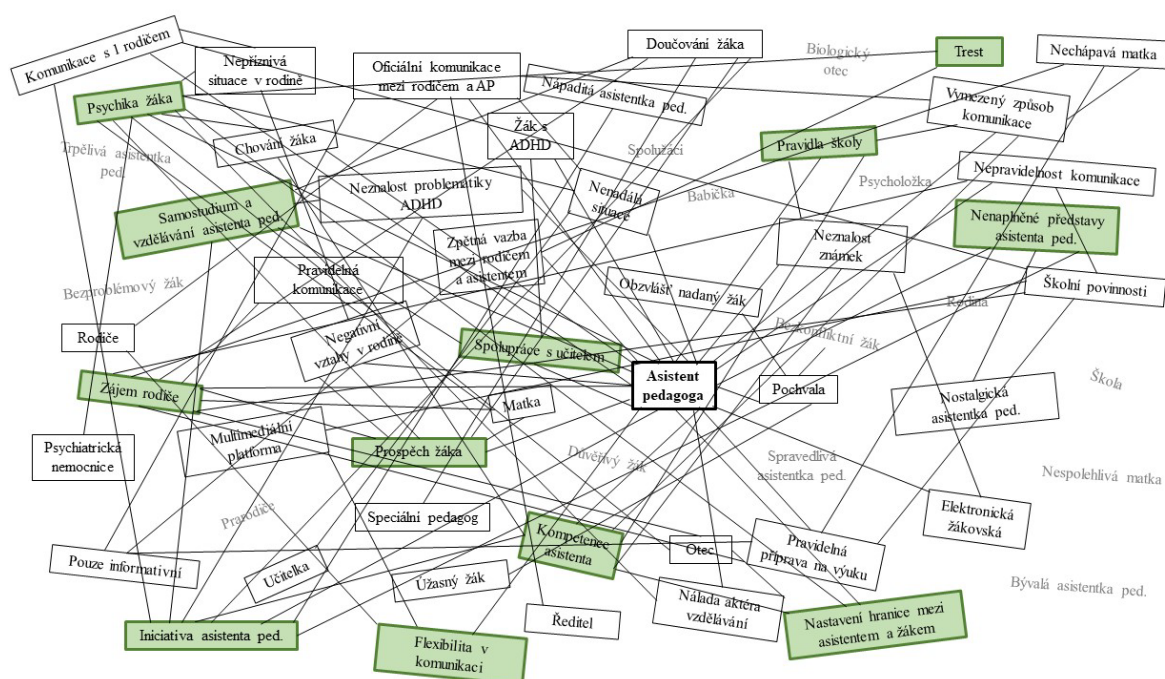 Komunikace s 1 rodičem
Nepříznivá
situace v rodině
Oficiální komunikace
mezi rodičem a AP
Doučování žáka
Biologický
otec
Trest
Nechápavá matka
Psychika žáka
Nápaditá asistentka ped.
Vymezený způsob
komunikace
Trpělivá asistentka
ped.
Chování žáka
Žák s
ADHD
Spolužáci
Pravidla školy
Samostudium a
vzdělávání asistenta ped.
Neznalost problematiky
ADHD
Nenadálá
situace
Babička
Psycholožka
Nepravidelnost komunikace
Nenaplněné představy
asistenta ped.
Zpětná vazba
mezi rodičem
a asistentem
Neznalost
známek
Bezproblémový žák
Pravidelná
komunikace
Obzvlášť nadaný žák
Rodina
Školní povinnosti
Rodiče
Negativní
vztahy v rodině
Spolupráce s učitelem
Bezkonfliktní žák
Zájem rodiče
Asistent
pedagoga
Pochvala
Škola
Nostalgická
asistentka ped.
Matka
Multimediální
platforma
Psychiatrická
nemocnice
Prospěch žáka
Důvěřivý žák
Spravedlivá
asistentka ped.
Nespolehlivá matka
Prarodiče
Speciální pedagog
Kompetence
asistenta
Elektronická
žákovská
Pouze informativní
Učitelka
Úžasný žák
Otec
Pravidelná
příprava na výuku
Bývalá asistentka ped.
Nálada aktéra
vzdělávání
Ředitel
Iniciativa asistenta ped.
Flexibilita v
komunikaci
Nastavení hranice mezi
asistentem a žákem